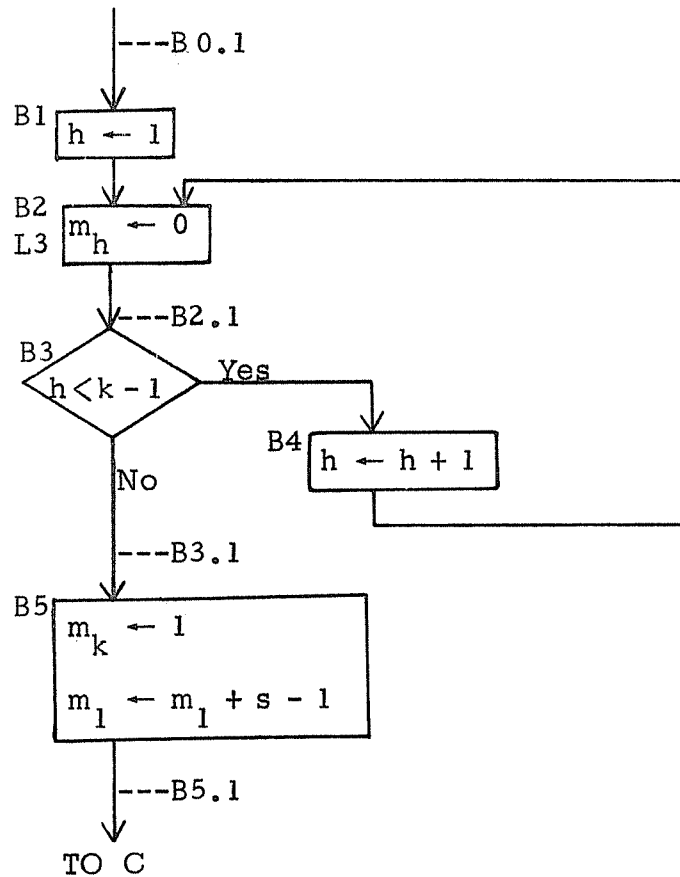 ---B0.1
B1
h ← 1
B2
L3
m_h ← 0
---B2.1
B3
h < k - 1
Yes
B4
h ← h + 1
No
---B3.1
B5
m_k ← 1
m_1 ← m_1 + s - 1
---B5.1
TO C